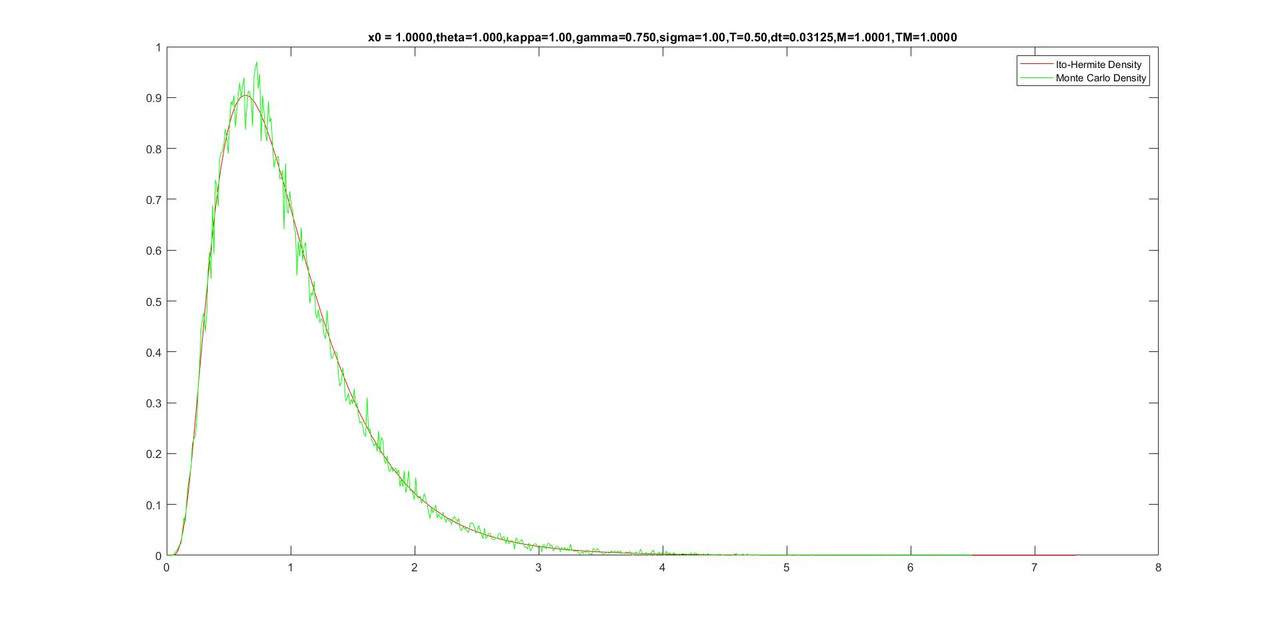 x0 = 1.0000,theta=1.000,kappa=1.00,gamma=0.750,sigma=1.00,T=0.50,dt=0.03125,M=1.0001,TM=1.0000
Ito-Hermite Density
Monte Carlo Density
1
0.9
0.8
0.7
0.6
0.5
0.4
0.3
0.2
0.1
0
0 1 2 3 4 5 6 7 8